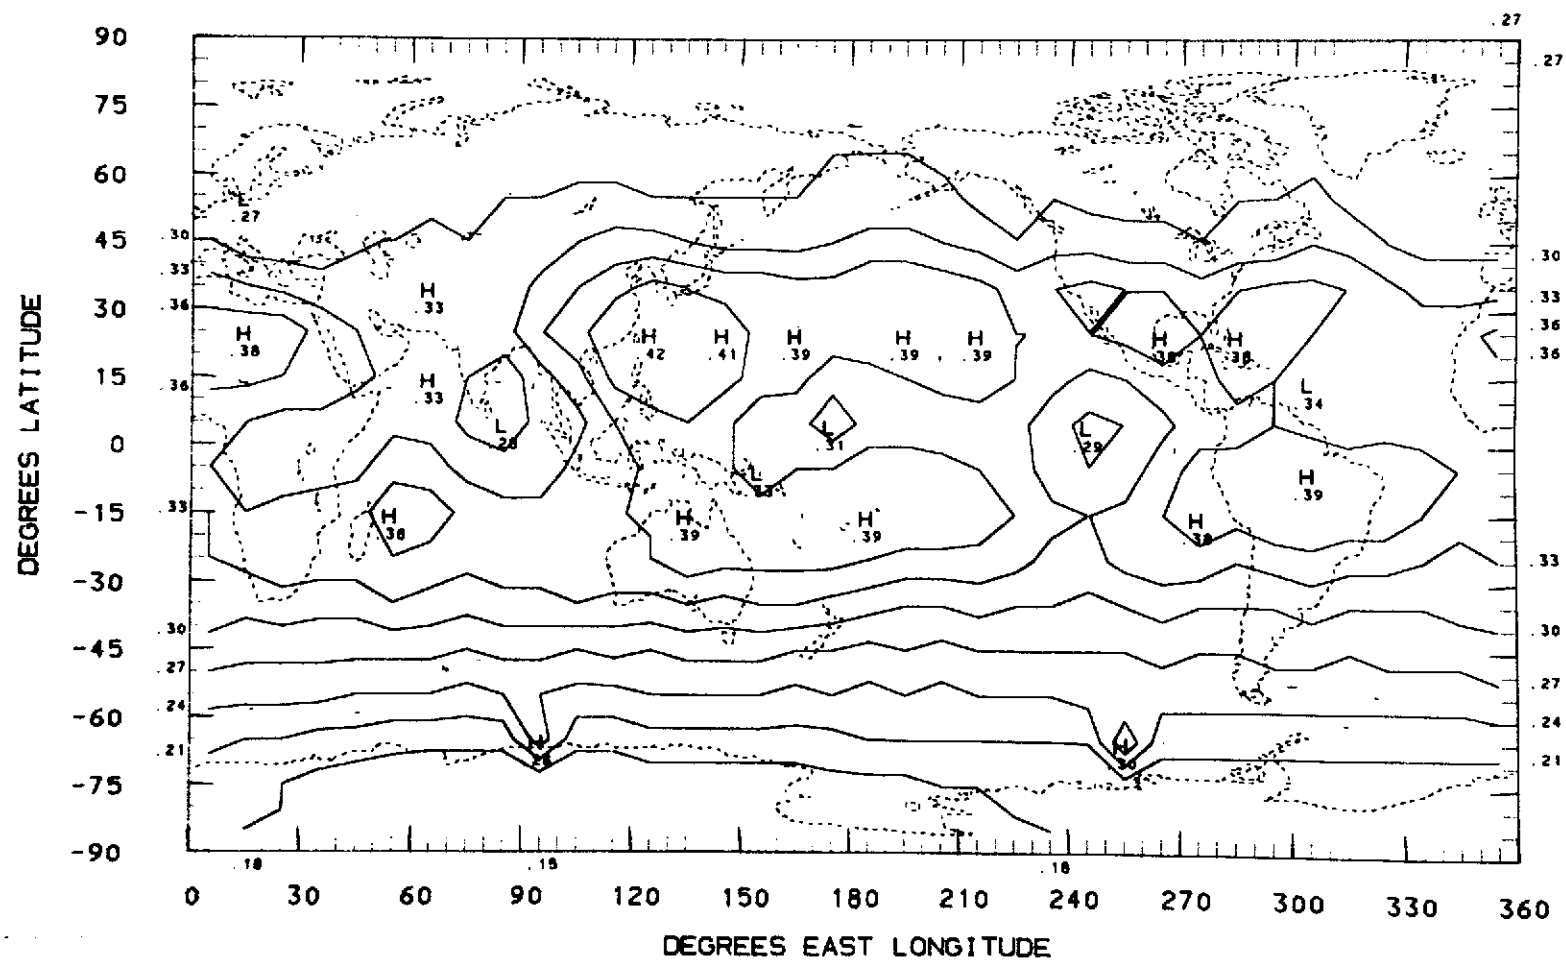 .27
90
.27
75
60
L
.27
45
.30
.30
.33
H
.33
.33
30
.36
.36
H
.38
H
.42
H
.41
H
.39
H
.39
H
.39
H
.38
H
.38
.36
15
.36
H
.33
L
.34
0
L
.28
L
.31
L
.29
L
.33
H
.39
-15
.33
H
.38
H
.39
H
.39
H
.38
-30
.33
.30
.30
-45
.27
.27
.24
-60
.24
.21
H
H
.30
.21
-75
-90
.18
.15
.18
0 30 60 90 120 150 180 210 240 270 300 330 360
DEGREES EAST LONGITUDE
DEGREES LATITUDE